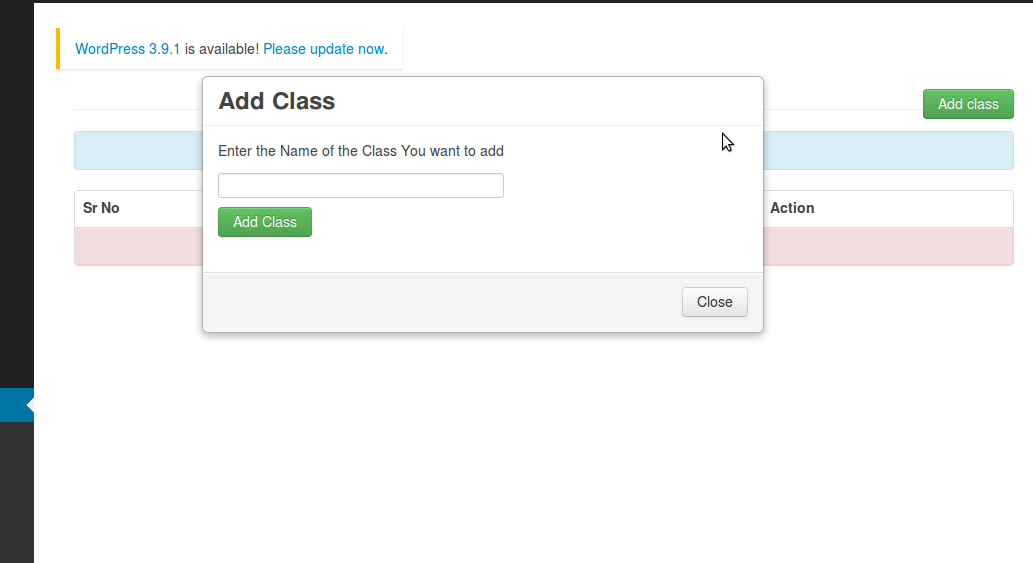 WordPress 3.9.1 is available! Please update now.
Add Class
Add class
Enter the Name of the Class You want to add
Sr No
Action
Add Class
Close